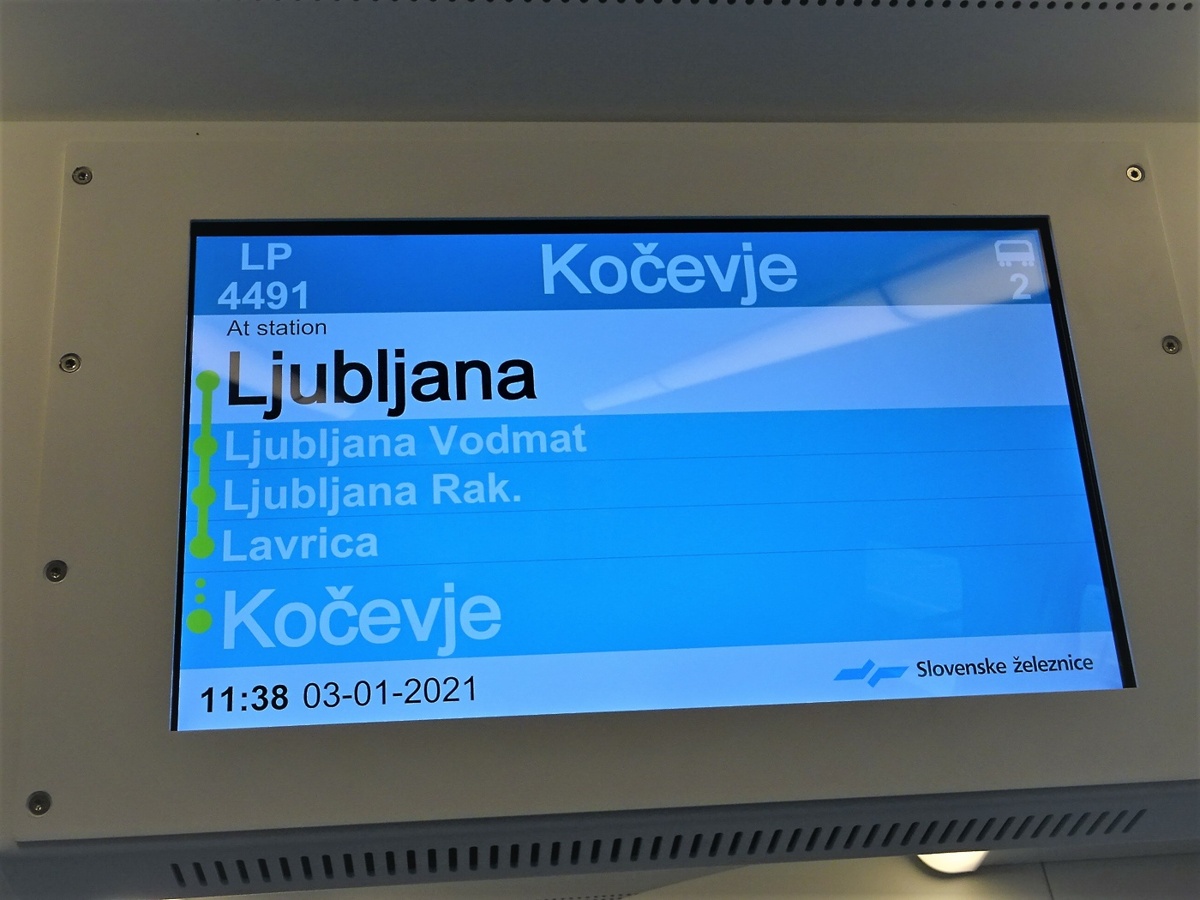 LP
4491
Kočevje
2
At station
Ljubljana
Ljubljana Vodmat
Ljubljana Rak.
Lavrica
Kočevje
11:38 03-01-2021
Slovenske železnice